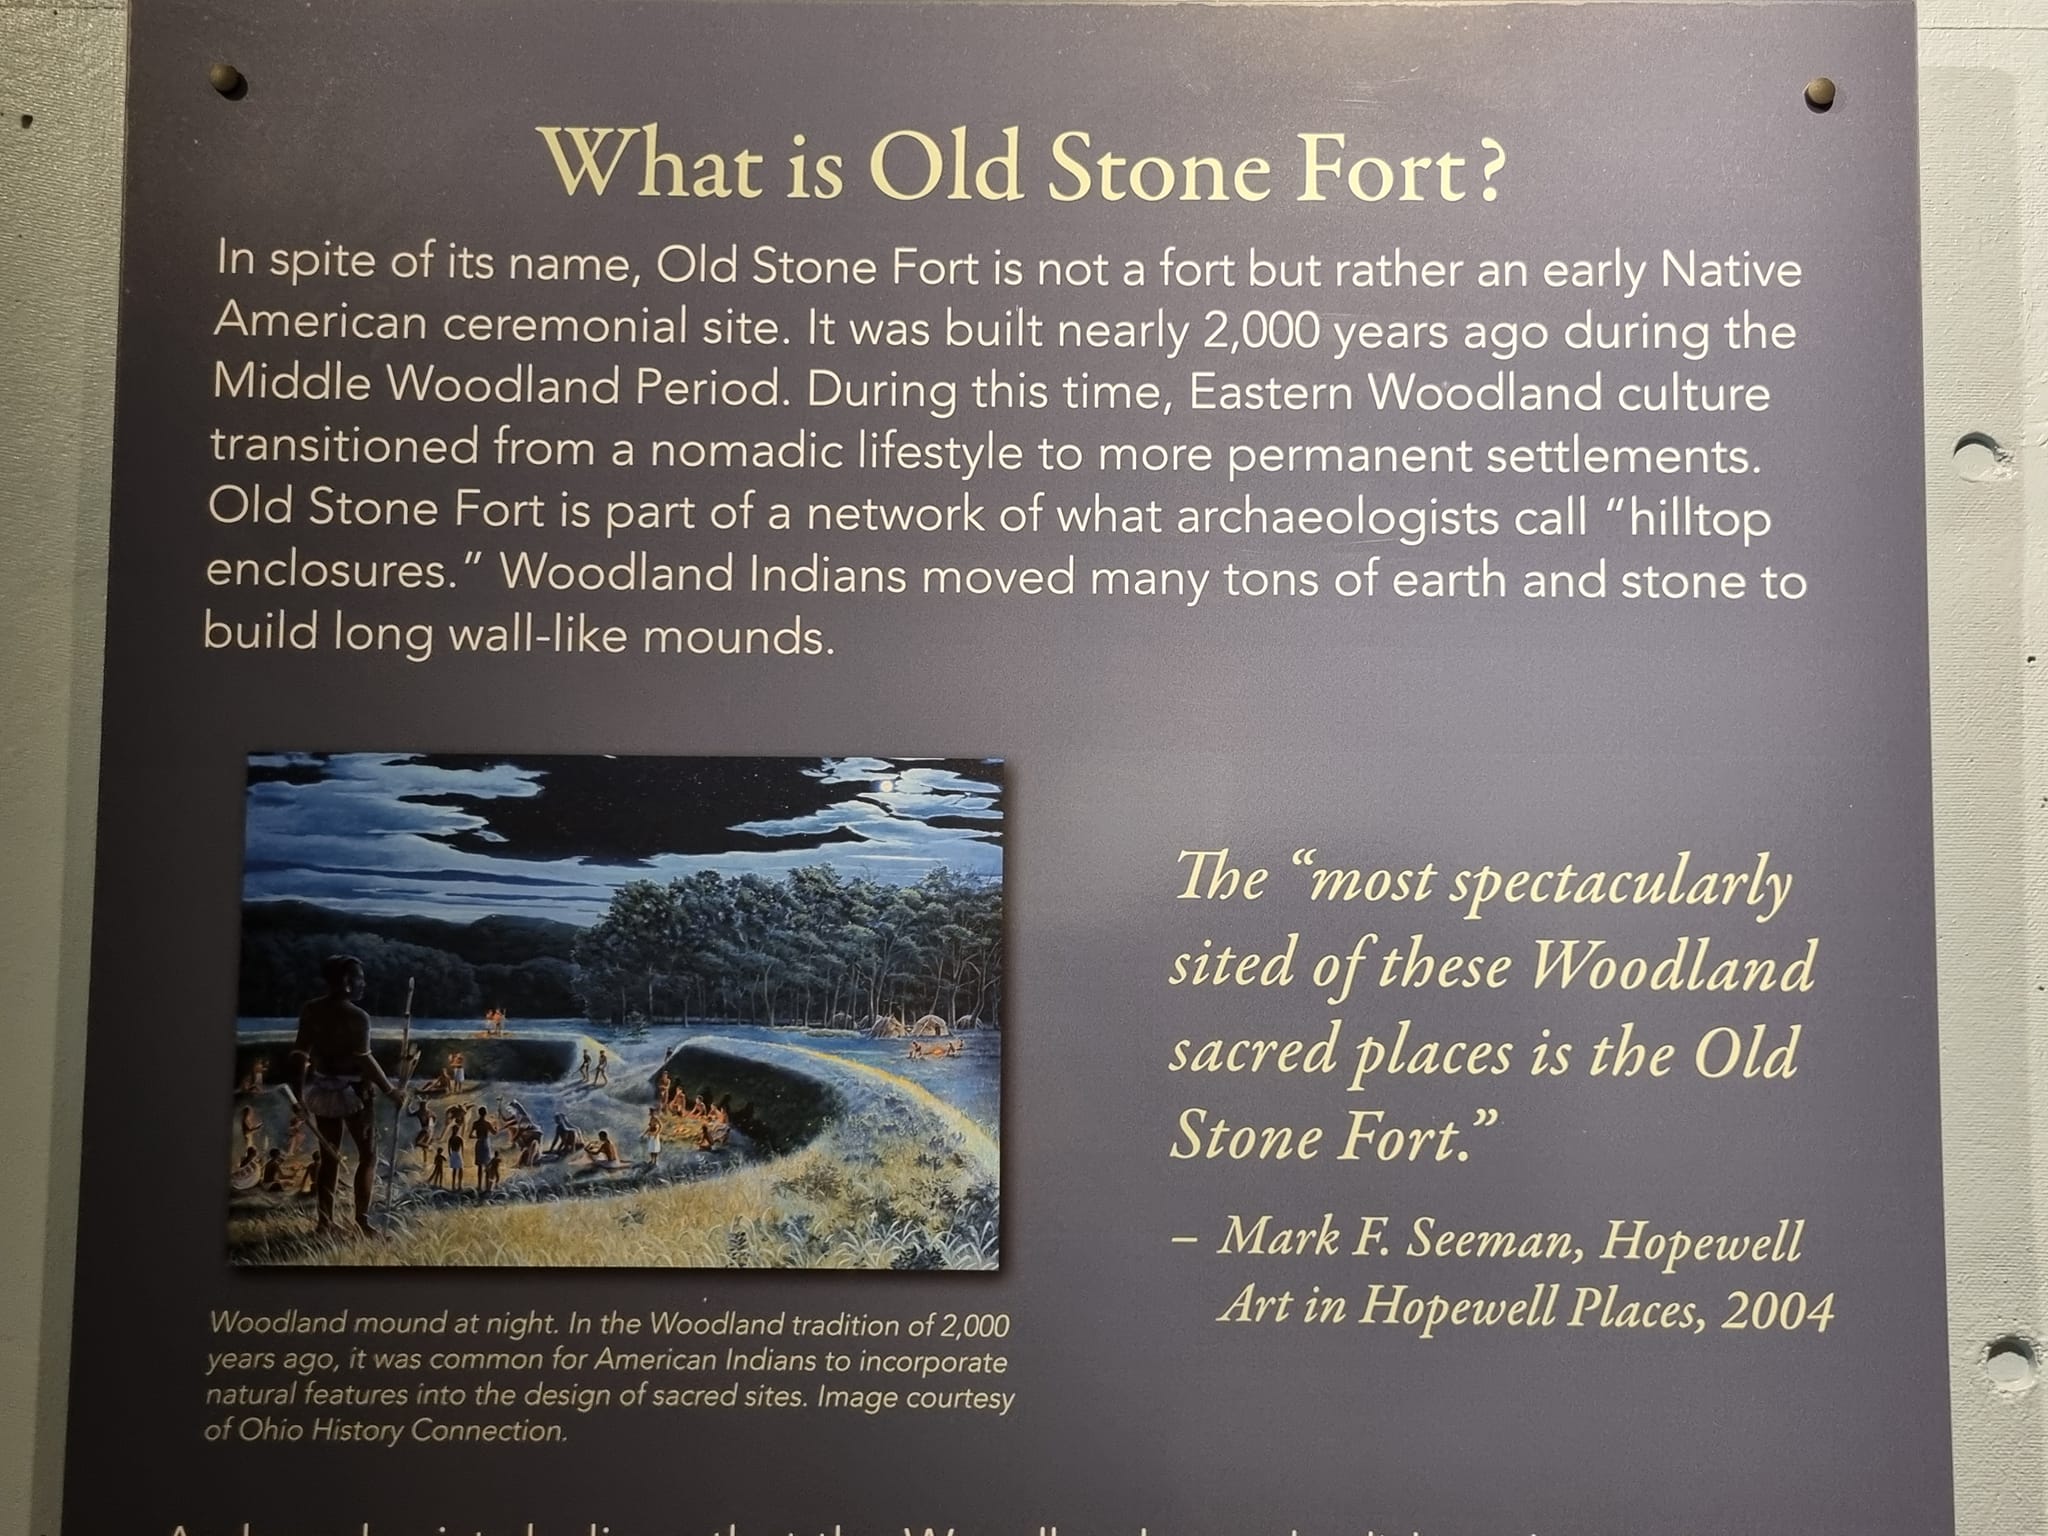 What is Old Stone Fort?
In spite of its name, Old Stone Fort is not a fort but rather an early Native
American ceremonial site. It was built nearly 2,000 years ago during the
Middle Woodland Period. During this time, Eastern Woodland culture
transitioned from a nomadic lifestyle to more permanent settlements.
Old Stone Fort is part of a network of what archaeologists call “hilltop
enclosures.” Woodland Indians moved many tons of earth and stone to
build long wall-like mounds.
The “most spectacularly
sited of these Woodland
sacred places is the Old
Stone Fort.”
– Mark F. Seeman, Hopewell
Art in Hopewell Places, 2004
Woodland mound at night. In the Woodland tradition of 2,000
years ago, it was common for American Indians to incorporate
natural features into the design of sacred sites. Image courtesy
of Ohio History Connection.